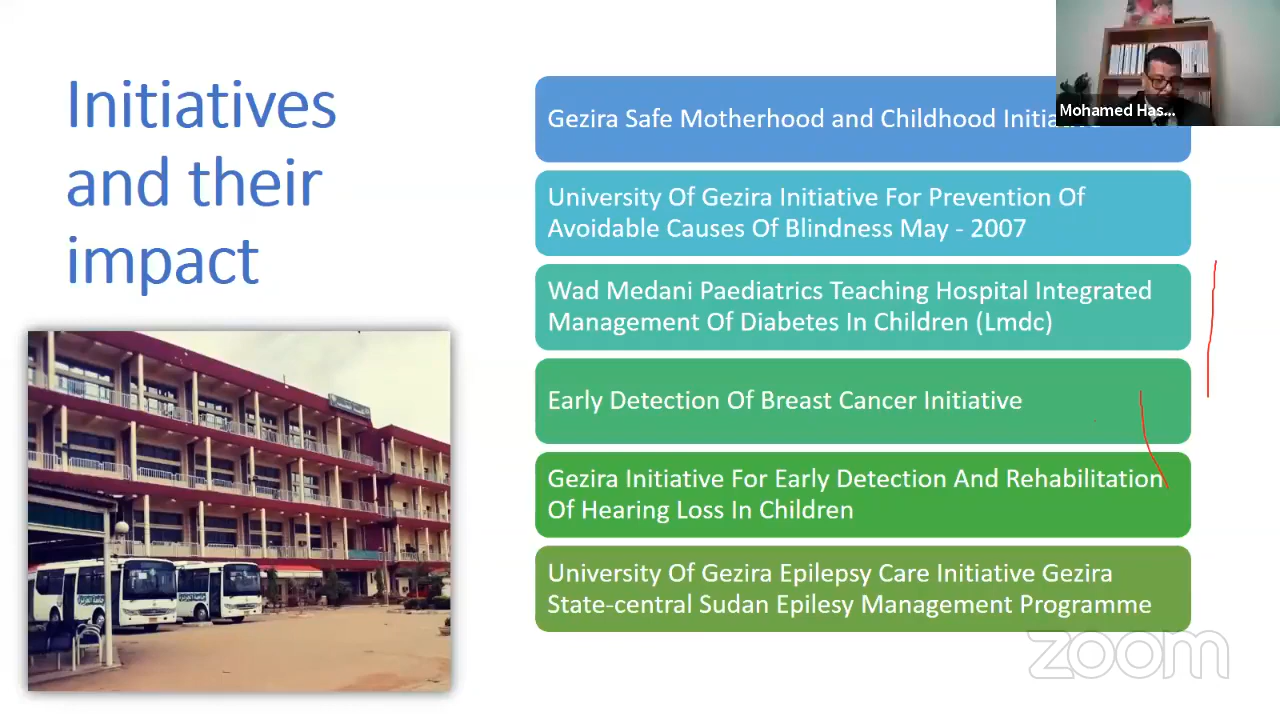 Initiatives
and their
impact
Gezira Safe Motherhood and Childhood Initiative
University Of Gezira Initiative For Prevention Of
Avoidable Causes Of Blindness May - 2007
Wad Medani Paediatrics Teaching Hospital Integrated
Management Of Diabetes In Children (Lmdc)
Early Detection Of Breast Cancer Initiative
Gezira Initiative For Early Detection And Rehabilitation
Of Hearing Loss In Children
University Of Gezira Epilepsy Care Initiative Gezira
State-central Sudan Epilesy Management Programme
Mohamed Has...
zoom